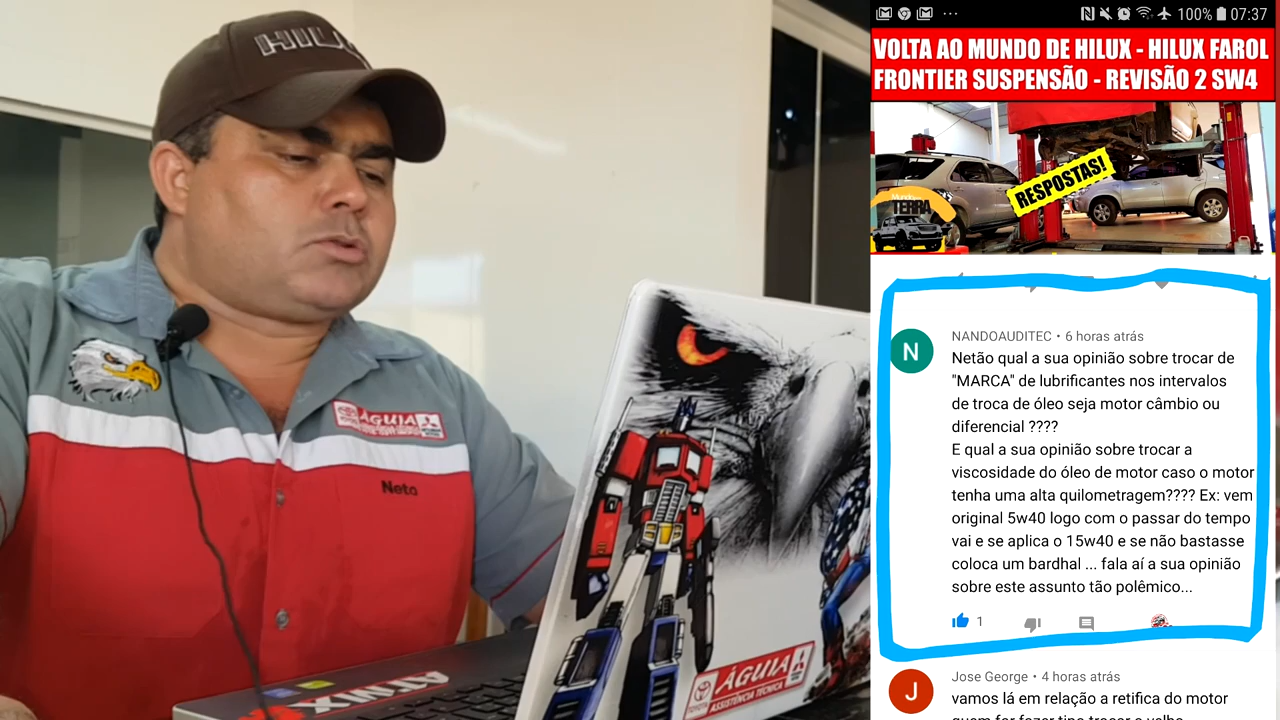 HILUX
ÁGUIA
Neto
ÁGUIA
ASSISTÊNCIA TÉCNICA
TOYOTA
100% 07:37
VOLTA AO MUNDO DE HILUX - HILUX FAROL
FRONTIER SUSPENSÃO - REVISÃO 2 SW4
RESPOSTAS!
Mundo
TERRA
N
NANDOAUDITEC • 6 horas atrás
Netão qual a sua opinião sobre trocar de
"MARCA" de lubrificantes nos intervalos
de troca de óleo seja motor câmbio ou
diferencial ????
E qual a sua opinião sobre trocar a
viscosidade do óleo de motor caso o motor
tenha uma alta quilometragem???? Ex: vem
original 5w40 logo com o passar do tempo
vai e se aplica o 15w40 e se não bastasse
coloca um bardhal ... fala aí a sua opinião
sobre este assunto tão polêmico...
1
J
Jose George • 4 horas atrás
vamos lá em relação a retifica do motor